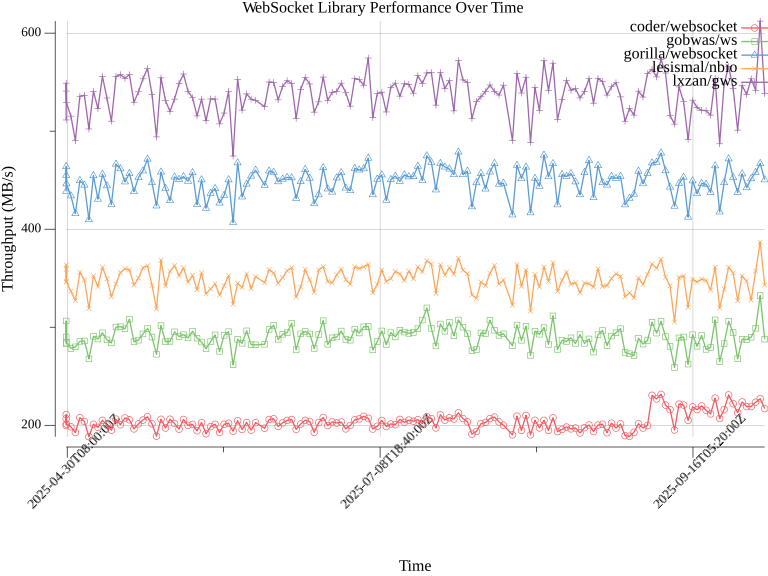 WebSocket Library Performance Over Time
coder/websocket
gobwas/ws
gorilla/websocket
lesismal/nbio
lxzan/gws
Throughput (MB/s)
600
400
200
2025-04-30T08:00:00Z
2025-07-08T18:40:00Z
2025-09-16T05:20:00Z
Time